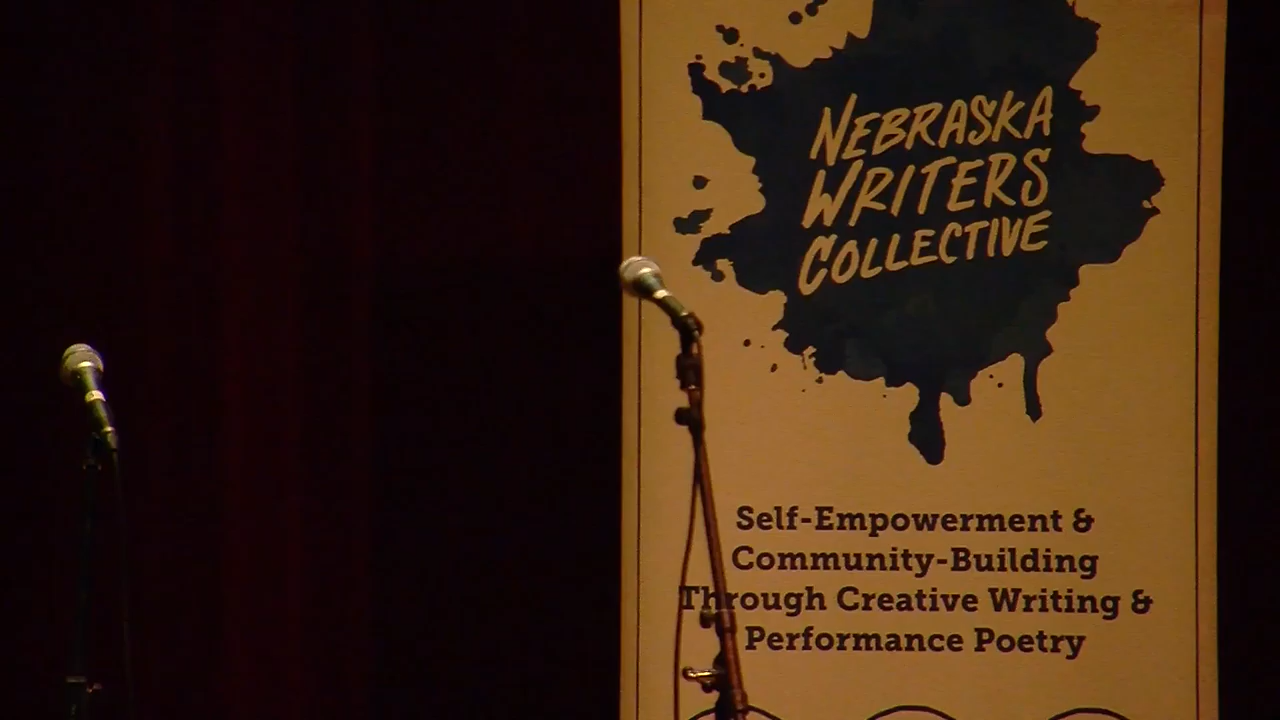 NEBRASKA
WRITERS
COLLECTIVE
Self-Empowerment &
Community-Building
Through Creative Writing &
Performance Poetry